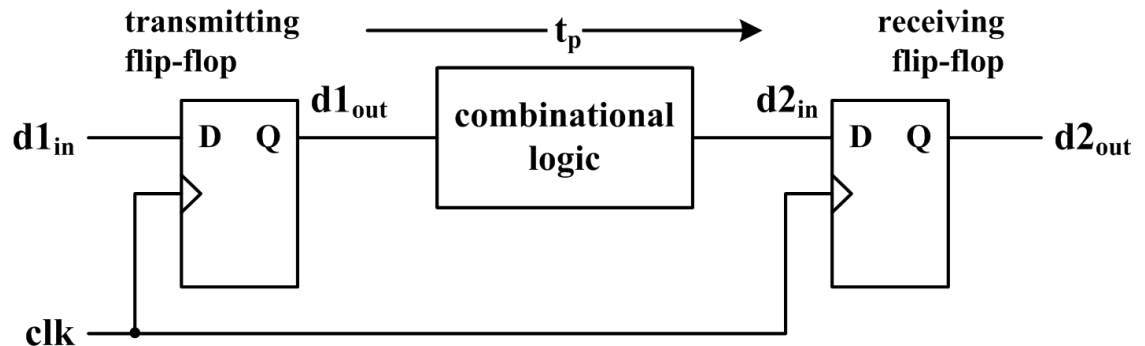 transmitting
flip-flop
tp
receiving
flip-flop
d1in
D Q
d1out
combinational
logic
d2in
D Q
d2out
clk